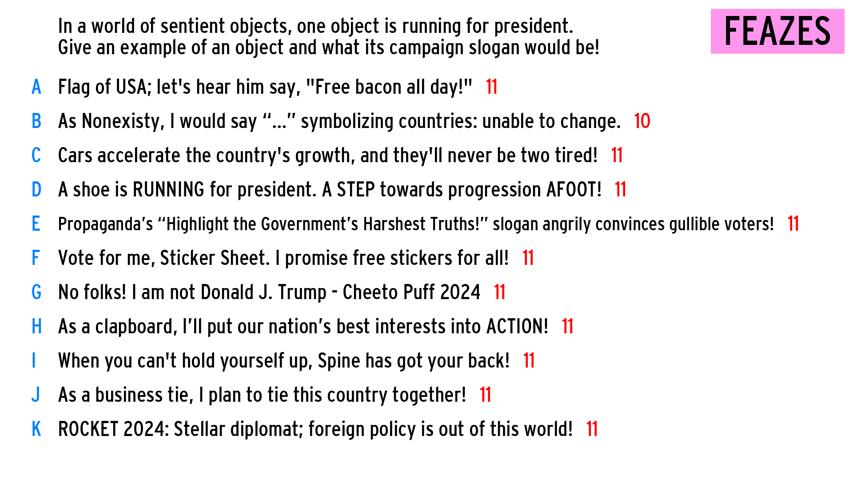 In a world of sentient objects, one object is running for president.
Give an example of an object and what its campaign slogan would be!
FEAZES
A Flag of USA; let's hear him say, "Free bacon all day!" 11
B As Nonexisty, I would say “...” symbolizing countries: unable to change. 10
C Cars accelerate the country's growth, and they'll never be two tired! 11
D A shoe is RUNNING for president. A STEP towards progression AFOOT! 11
E Propaganda’s “Highlight the Government’s Harshest Truths!” slogan angrily convinces gullible voters! 11
F Vote for me, Sticker Sheet. I promise free stickers for all! 11
G No folks! I am not Donald J. Trump - Cheeto Puff 2024 11
H As a clapboard, I’ll put our nation’s best interests into ACTION! 11
I When you can't hold yourself up, Spine has got your back! 11
J As a business tie, I plan to tie this country together! 11
K ROCKET 2024: Stellar diplomat; foreign policy is out of this world! 11